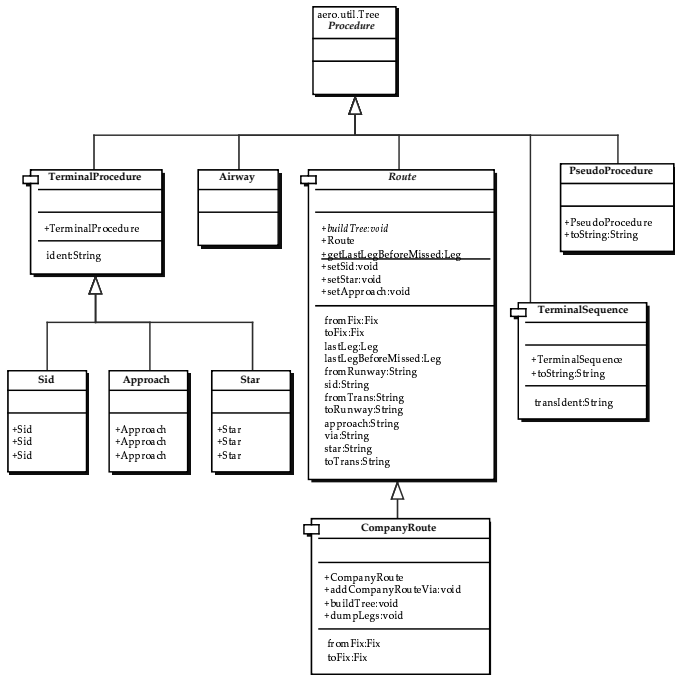 aero.util.Tree
Procedure
TerminalProcedure
+TerminalProcedure
ident:String
Airway
Route
+buildTree:void
+Route
+getLastLegBeforeMissed:Leg
+setSid:void
+setStar:void
+setApproach:void
fromFix:Fix
toFix:Fix
lastLeg:Leg
lastLegBeforeMissed:Leg
fromRunway:String
sid:String
fromTrans:String
toRunway:String
approach:String
via:String
star:String
toTrans:String
PseudoProcedure
+PseudoProcedure
+toString:String
TerminalSequence
+TerminalSequence
+toString:String
transIdent:String
Sid
+Sid
+Sid
+Sid
Approach
+Approach
+Approach
+Approach
Star
+Star
+Star
+Star
CompanyRoute
+CompanyRoute
+addCompanyRouteVia:void
+buildTree:void
+dumpLegs:void
fromFix:Fix
toFix:Fix